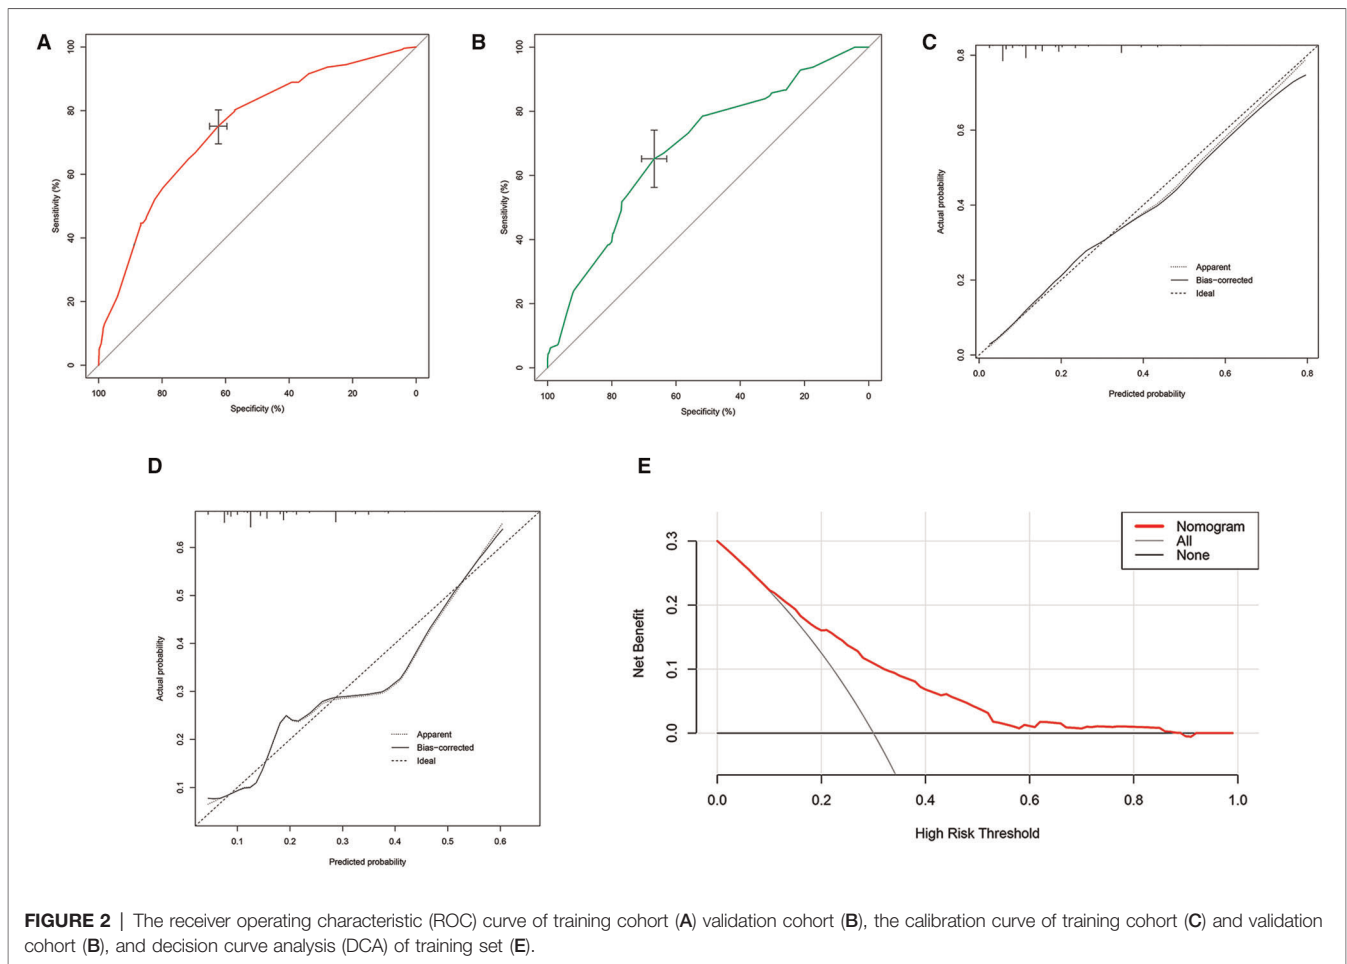 A
100
80
60
40
20
0
Sensitivity (%)
100 80 60 40 20 0
Specificity (%)
B
100
80
60
40
20
0
Sensitivity (%)
100 80 60 40 20 0
Specificity (%)
C
0.8
0.6
0.4
0.2
0.0
Actual probability
Apparent
Bias-corrected
Ideal
0.0 0.2 0.4 0.6 0.8
Predicted probability
D
0.6
0.5
0.4
0.3
0.2
0.1
Actual probability
Apparent
Bias-corrected
Ideal
0.1 0.2 0.3 0.4 0.5 0.6
Predicted probability
E
Nomogram
All
None
0.3
0.2
0.1
0.0
Net Benefit
0.0 0.2 0.4 0.6 0.8 1.0
High Risk Threshold
FIGURE 2 | The receiver operating characteristic (ROC) curve of training cohort (A) validation cohort (B), the calibration curve of training cohort (C) and validation
cohort (B), and decision curve analysis (DCA) of training set (E).